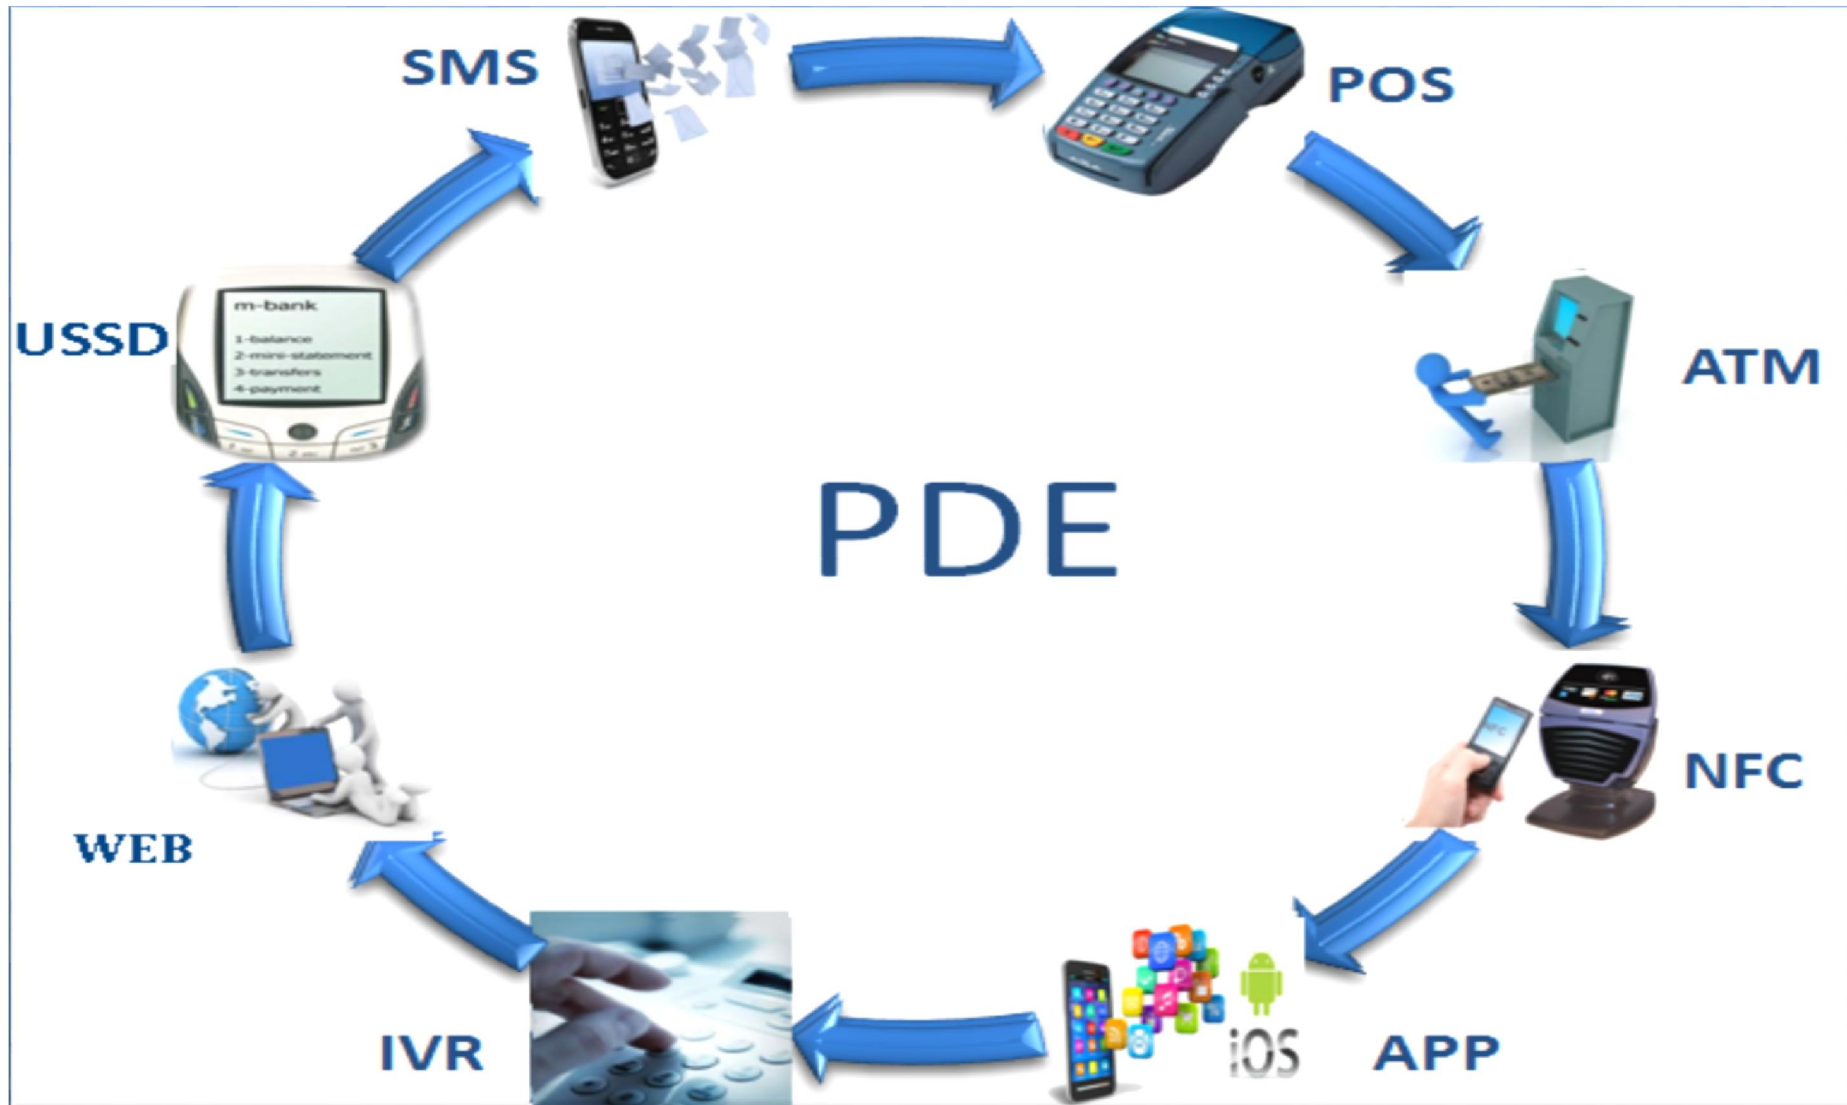 SMS
POS
m-bank
1-balance
2-mini-statement
3-transfers
4-payment
USSD
ATM
PDE
NFC
NFC
WEB
iOS
IVR
APP